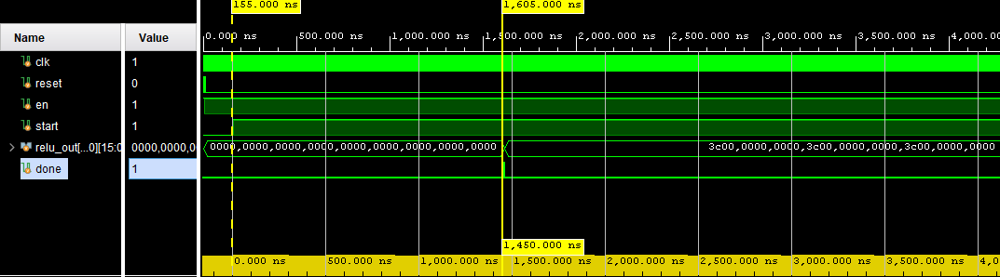 155.000 ns 1,605.000 ns
Name Value
0.000 ns 500.000 ns 1,000.000 ns 1,500.000 ns 2,000.000 ns 2,500.000 ns 3,000.000 ns 3,500.000 ns 4,000.
clk 1
reset 0
en 1
start 1
relu_out[...0][15:0 0000,0000,0 0000,0000,0000,0000,0000,0000,0000,0000,0000 3c00,0000,0000,3c00,0000,0000,3c00,0000,0000
done 1
1,450.000 ns
0.000 ns 500.000 ns 1,000.000 ns 1,500.000 ns 2,000.000 ns 2,500.000 ns 3,000.000 ns 3,500.000 ns 4,0